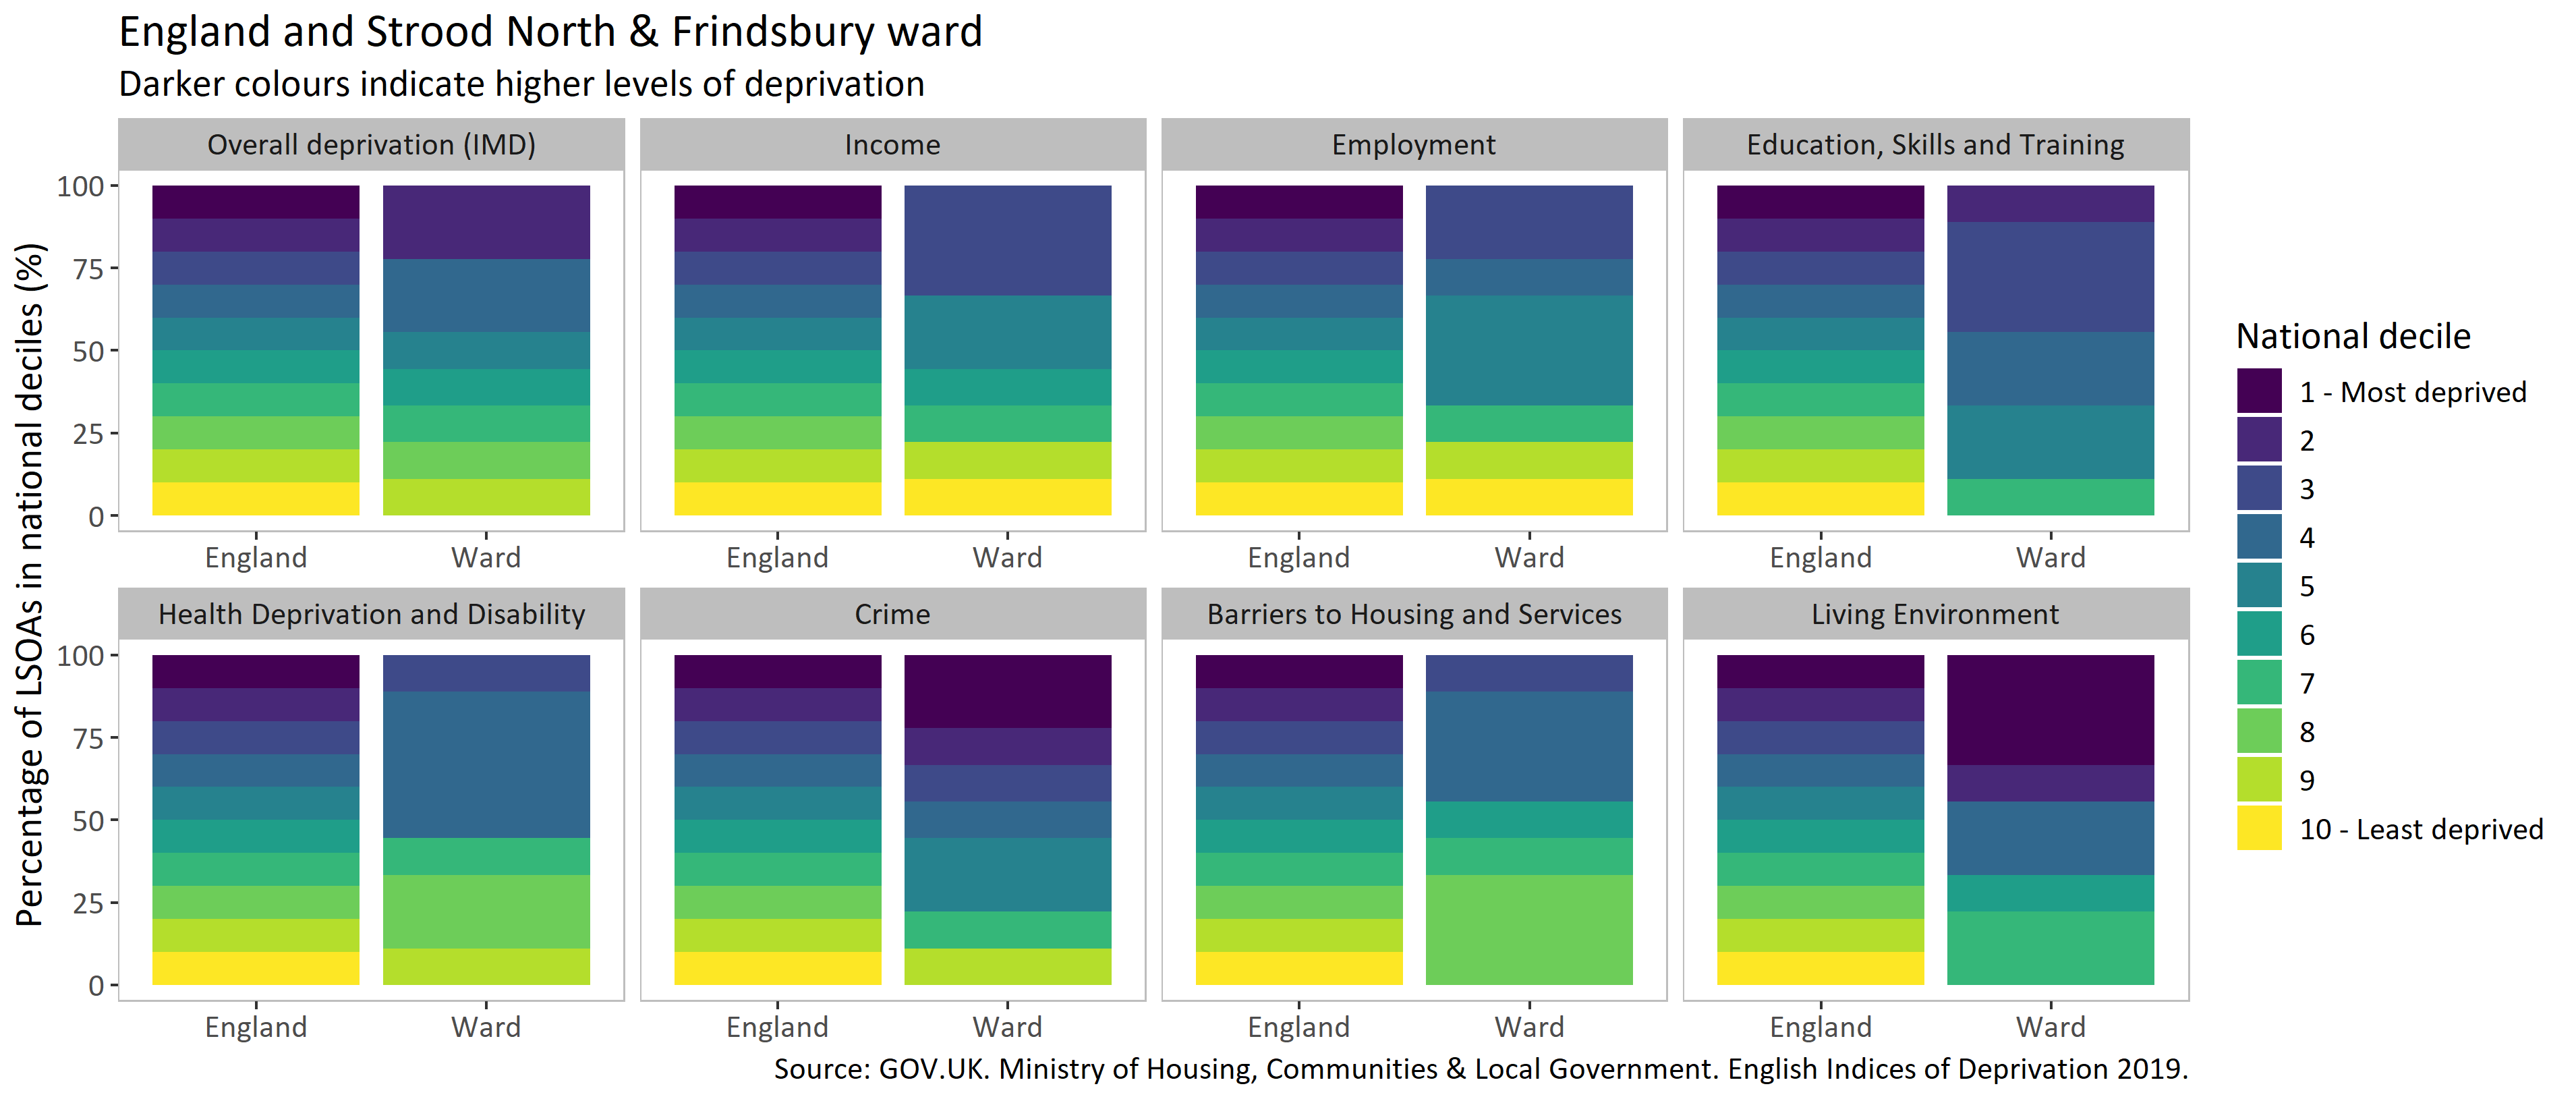 England and Strood North & Frindsbury ward
Darker colours indicate higher levels of deprivation
Percentage of LSOAs in national deciles (%)
Overall deprivation (IMD)
Income
Employment
Education, Skills and Training
100
75
50
25
0
England
Ward
England
Ward
England
Ward
England
Ward
Health Deprivation and Disability
Crime
Barriers to Housing and Services
Living Environment
100
75
50
25
0
England
Ward
England
Ward
England
Ward
England
Ward
National decile
1 - Most deprived
2
3
4
5
6
7
8
9
10 - Least deprived
Source: GOV.UK. Ministry of Housing, Communities & Local Government. English Indices of Deprivation 2019.